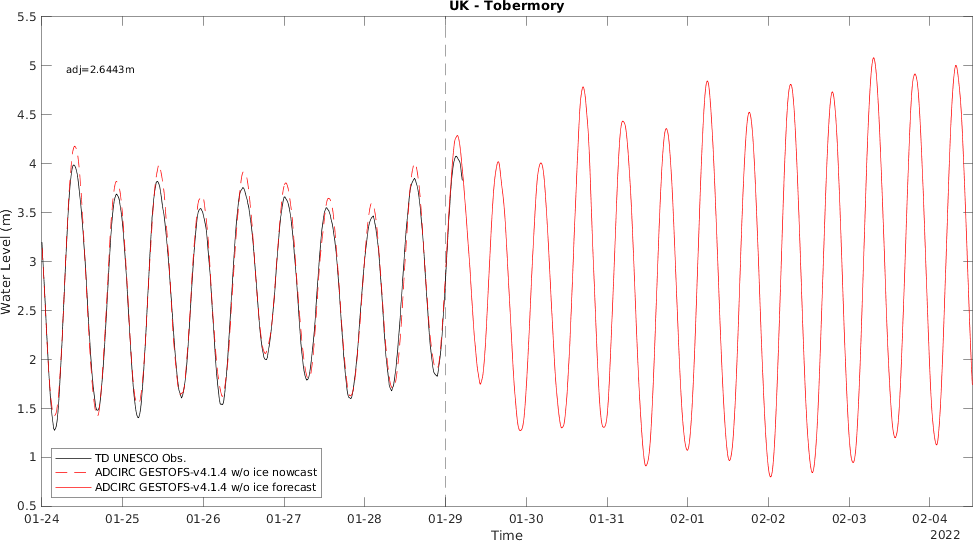 UK - Tobermory
5.5
5
4.5
4
3.5
3
2.5
2
1.5
1
0.5
Water Level (m)
adj=2.6443m
TD UNESCO Obs.
ADCIRC GESTOFS-v4.1.4 w/o ice nowcast
ADCIRC GESTOFS-v4.1.4 w/o ice forecast
01-24 01-25 01-26 01-27 01-28 01-29 01-30 01-31 02-01 02-02 02-03 02-04
Time
2022